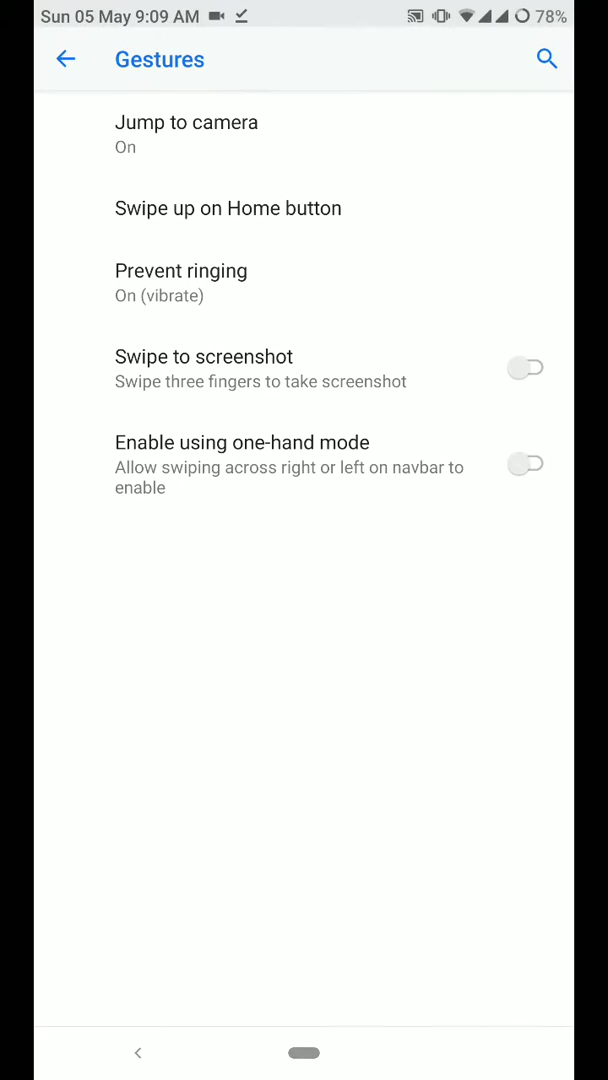 Sun 05 May 9:09 AM 78%
Gestures
Jump to camera
On
Swipe up on Home button
Prevent ringing
On (vibrate)
Swipe to screenshot
Swipe three fingers to take screenshot
Enable using one-hand mode
Allow swiping across right or left on navbar to
enable